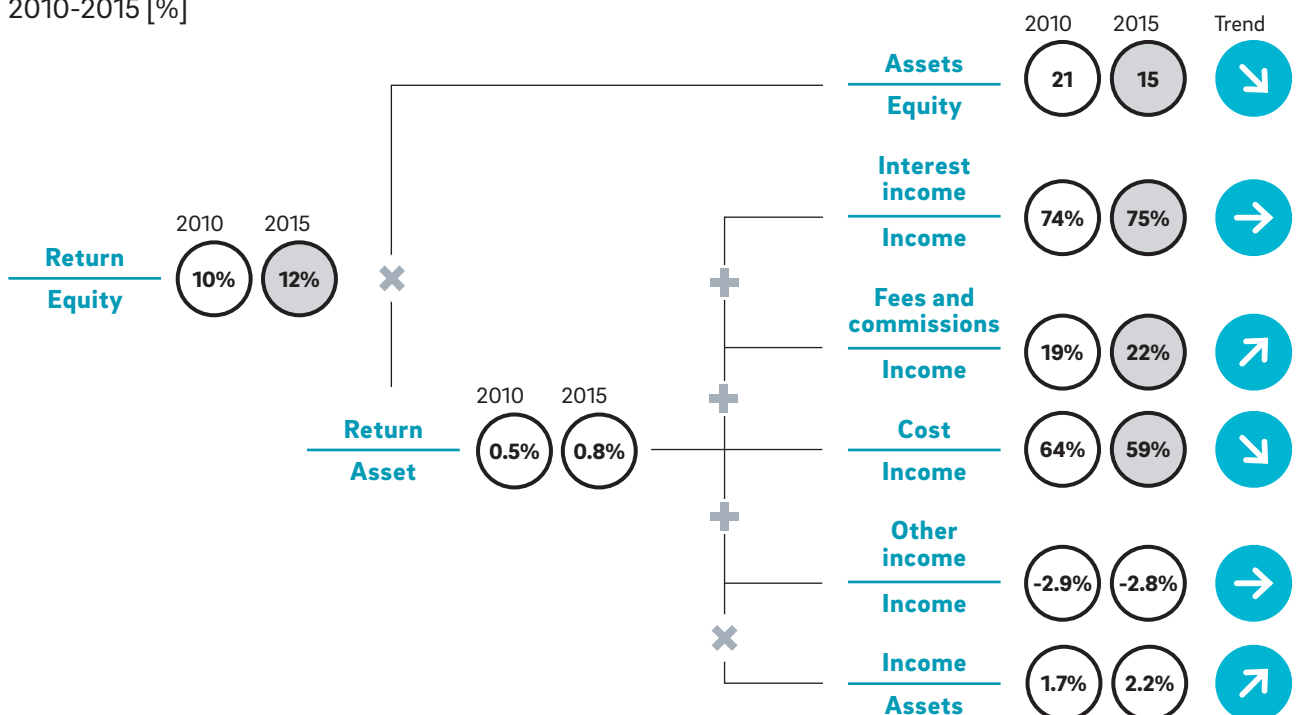 2010-2015 [%]
2010 2015 Trend
Assets
Equity
21 15
Interest
income
Income
74% 75%
2010 2015
Return
Equity
10% 12%
Fees and
commissions
Income
19% 22%
2010 2015
Return
Asset
0.5% 0.8%
Cost
Income
64% 59%
Other
income
Income
-2.9% -2.8%
Income
Assets
1.7% 2.2%